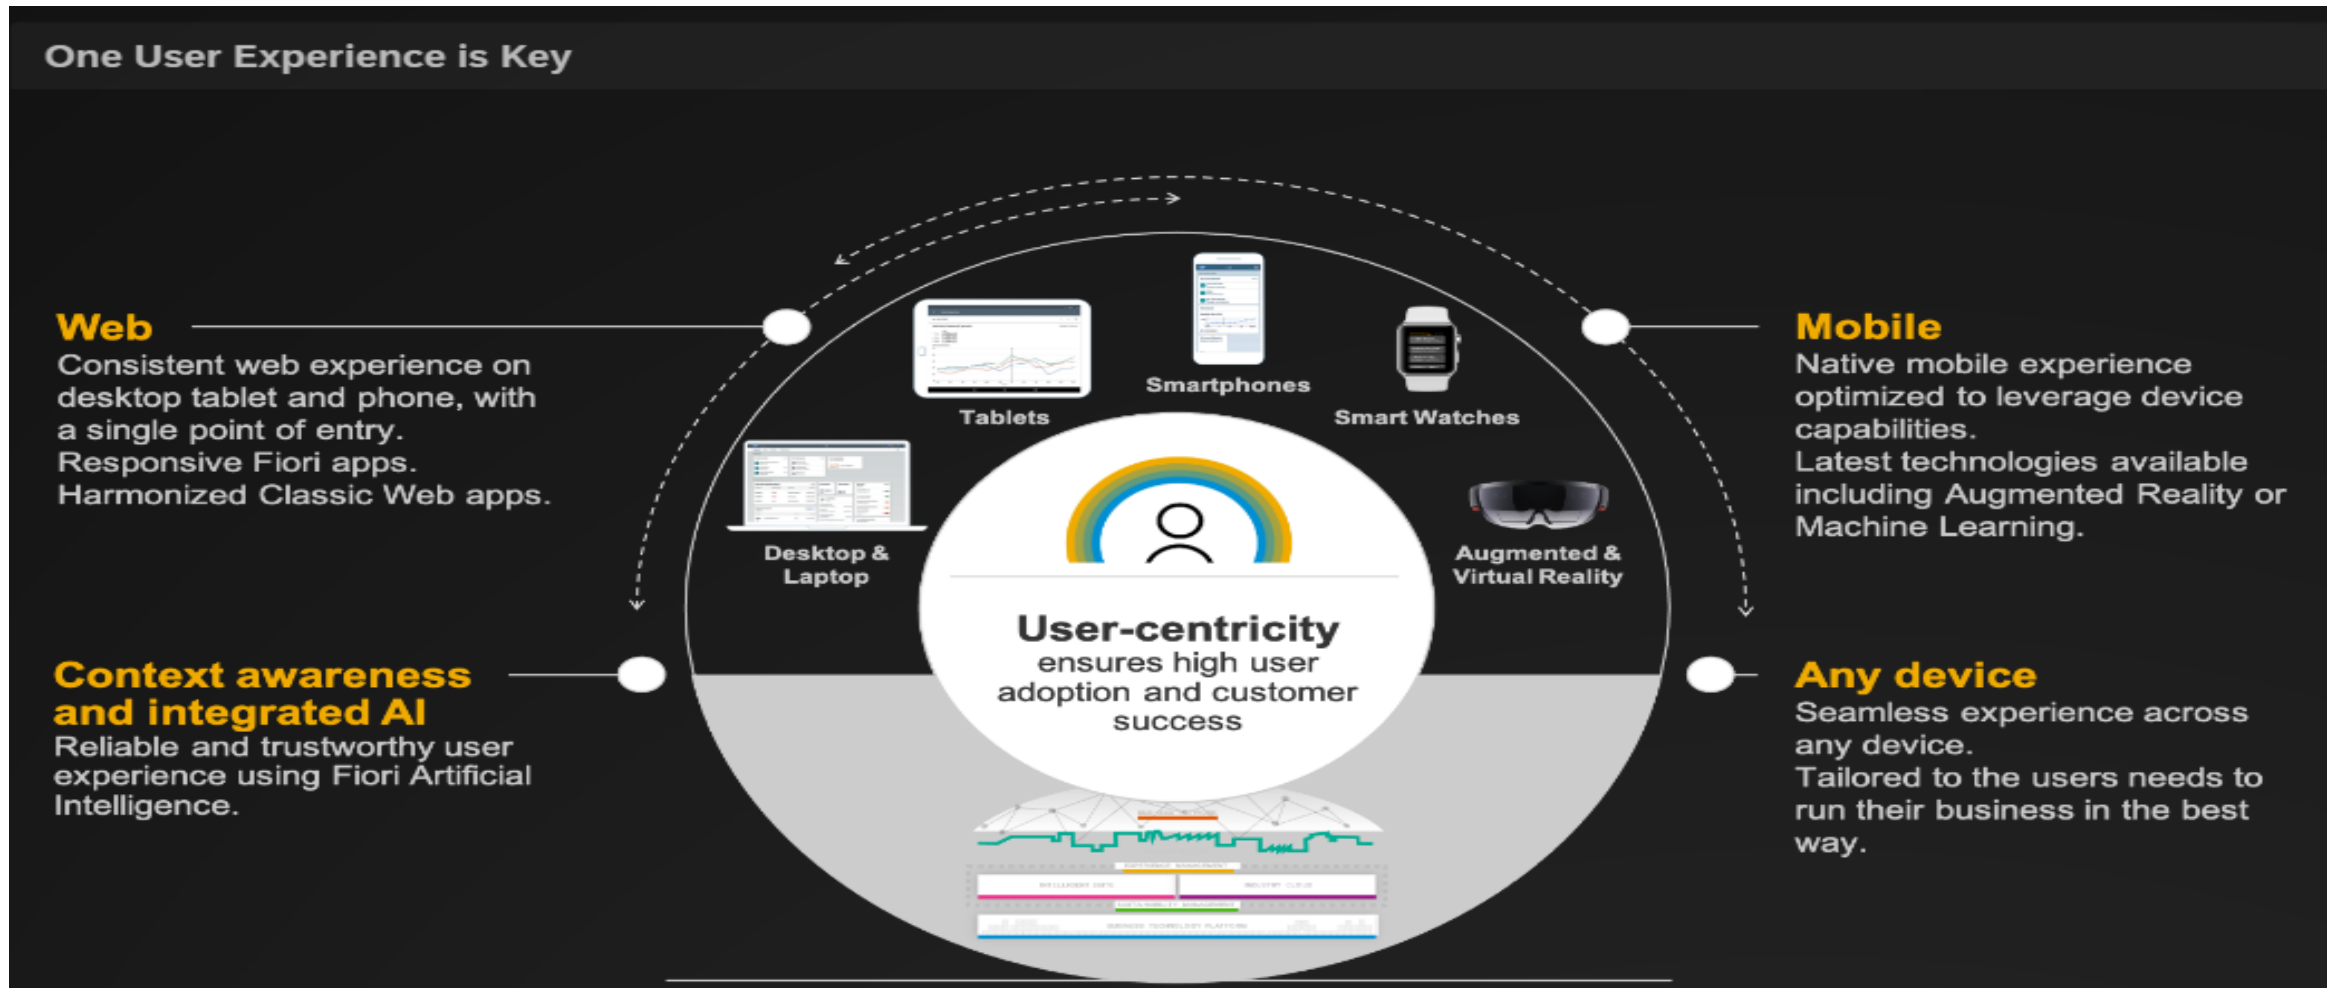 One User Experience is Key
Web
Consistent web experience on
desktop tablet and phone, with
a single point of entry.
Responsive Fiori apps.
Harmonized Classic Web apps.
Context awareness
and integrated AI
Reliable and trustworthy user
experience using Fiori Artificial
Intelligence.
Smartphones
Tablets
Smart Watches
Desktop &
Laptop
Augmented &
Virtual Reality
User-centricity
ensures high user
adoption and customer
success
INDUSTRY CLOUD
BUSINESS TECHNOLOGY PLATFORM
Mobile
Native mobile experience
optimized to leverage device
capabilities.
Latest technologies available
including Augmented Reality or
Machine Learning.
Any device
Seamless experience across
any device.
Tailored to the users needs to
run their business in the best
way.